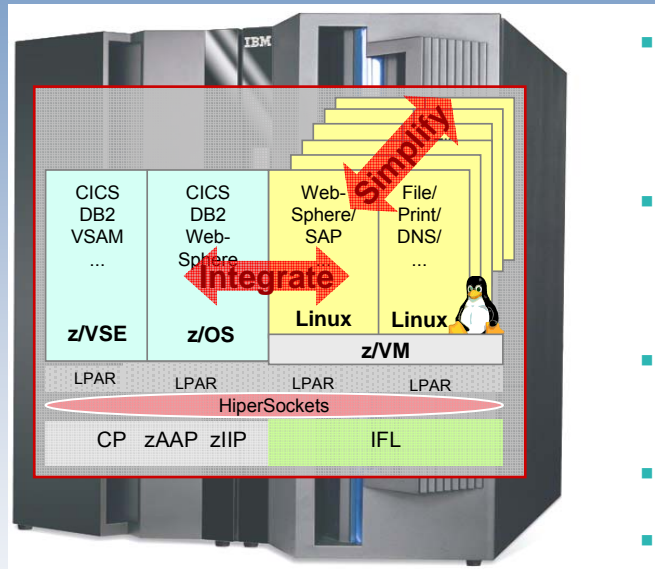 IBM
Simplify
CICS
DB2
VSAM
...
CICS
DB2
Web-
Sphere
Web-
Sphere/
SAP
...
File/
Print/
DNS/
...
Integrate
z/VSE
z/OS
Linux
Linux
z/VM
LPAR
LPAR
LPAR
LPAR
HiperSockets
CP zAAP zIIP
IFL